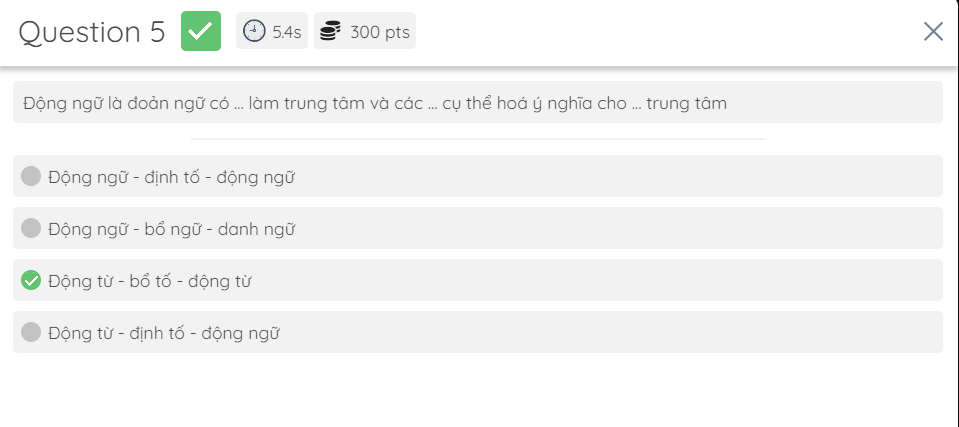 Question 5 5.4s 300 pts
Động ngữ là đoản ngữ có ... làm trung tâm và các ... cụ thể hoá ý nghĩa cho ... trung tâm
Động ngữ - định tố - động ngữ
Động ngữ - bổ ngữ - danh ngữ
Động từ - bổ tố - động từ
Động từ - định tố - động ngữ